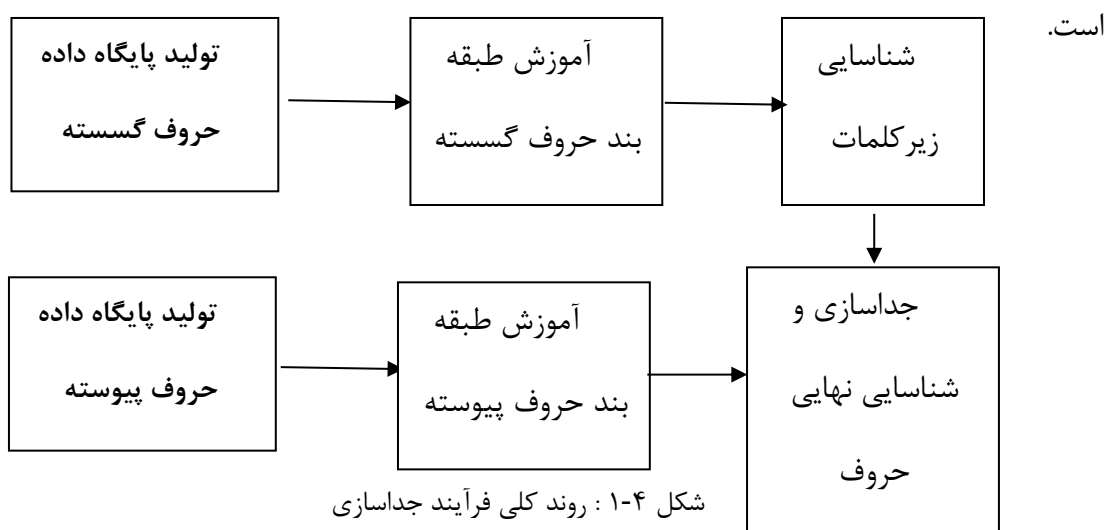 است.
تولید پایگاه داده
حروف گسسته
آموزش طبقه
بند حروف گسسته
شناسایی
زیرکلمات
تولید پایگاه داده
حروف پیوسته
آموزش طبقه
بند حروف پیوسته
جداسازی و
شناسایی نهایی
حروف
شکل ۴-۱ : روند کلی فرآیند جداسازی